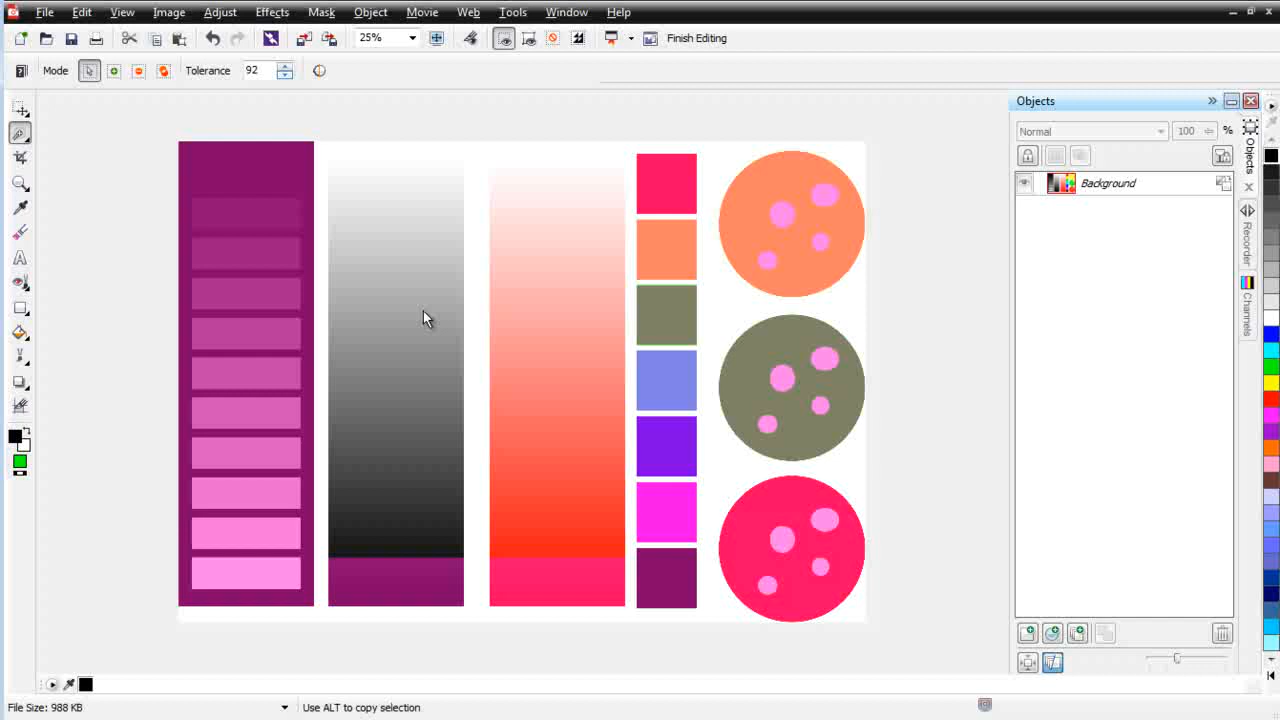 File Edit View Image Adjust Effects Mask Object Movie Web Tools Window Help
25% Finish Editing
Mode Tolerance 92
Objects
Normal 100 %
Background
Objects
Recorder
Channels
File Size: 988 KB Use ALT to copy selection